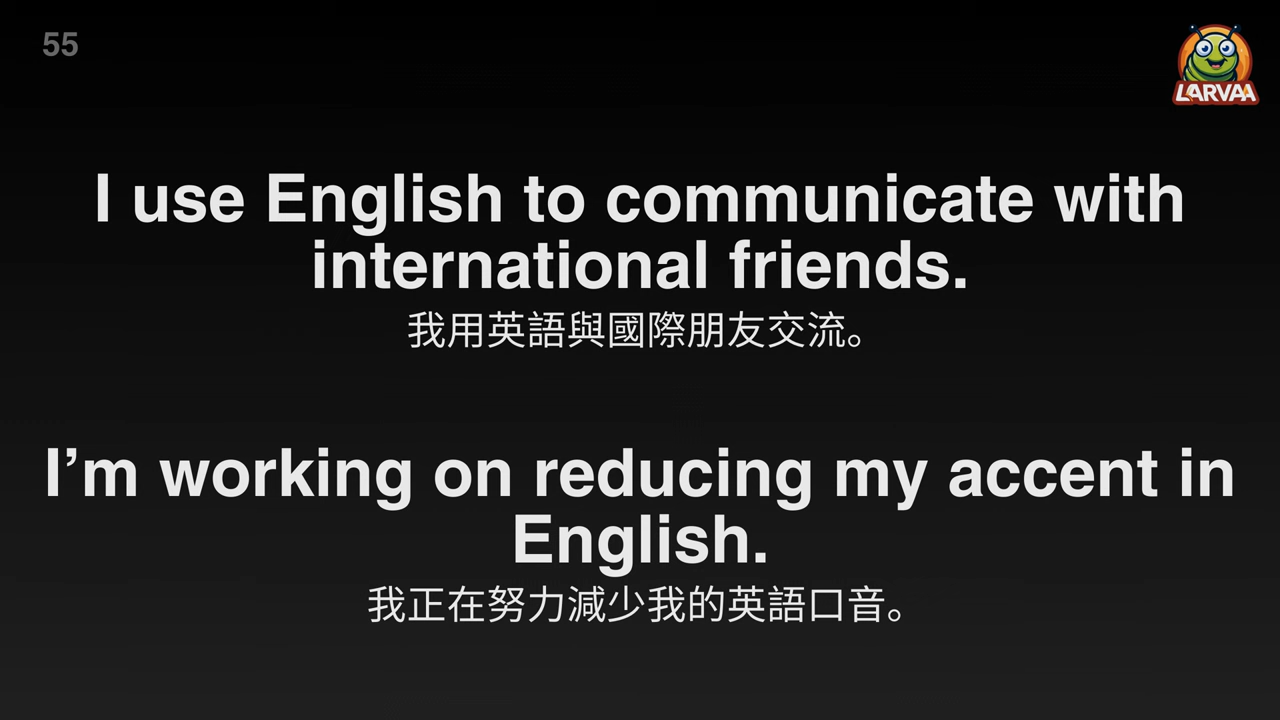 55
LARVAA
I use English to communicate with
international friends.
我用英語與國際朋友交流。
I’m working on reducing my accent in
English.
我正在努力減少我的英語口音。